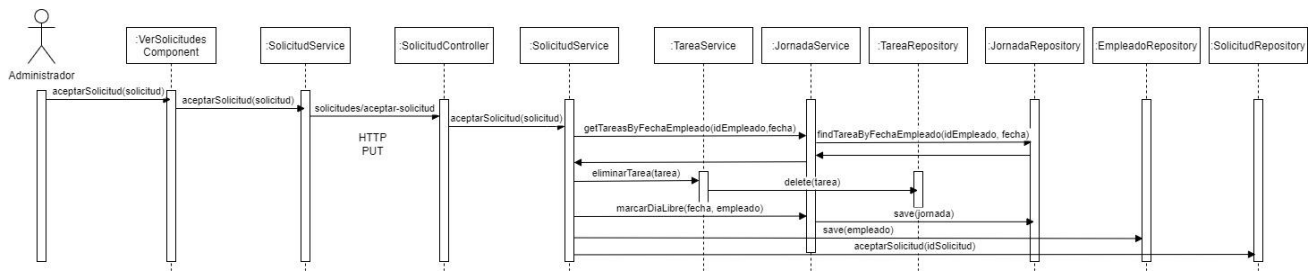 :VerSolicitudes
Component
:SolicitudService
:SolicitudController
:SolicitudService
:TareaService
:JornadaService
:TareaRepository
:JornadaRepository
:EmpleadoRepository
:SolicitudRepository
Administrador
aceptarSolicitud(solicitud)
aceptarSolicitud(solicitud)
solicitudes/aceptar-solicitud
HTTP
PUT
aceptarSolicitud(solicitud)
getTareasByFechaEmpleado(idEmpleado,fecha)
findTareaByFechaEmpleado(idEmpleado, fecha)
eliminarTarea(tarea)
delete(tarea)
marcarDiaLibre(fecha, empleado)
save(jornada)
save(empleado)
aceptarSolicitud(idSolicitud)